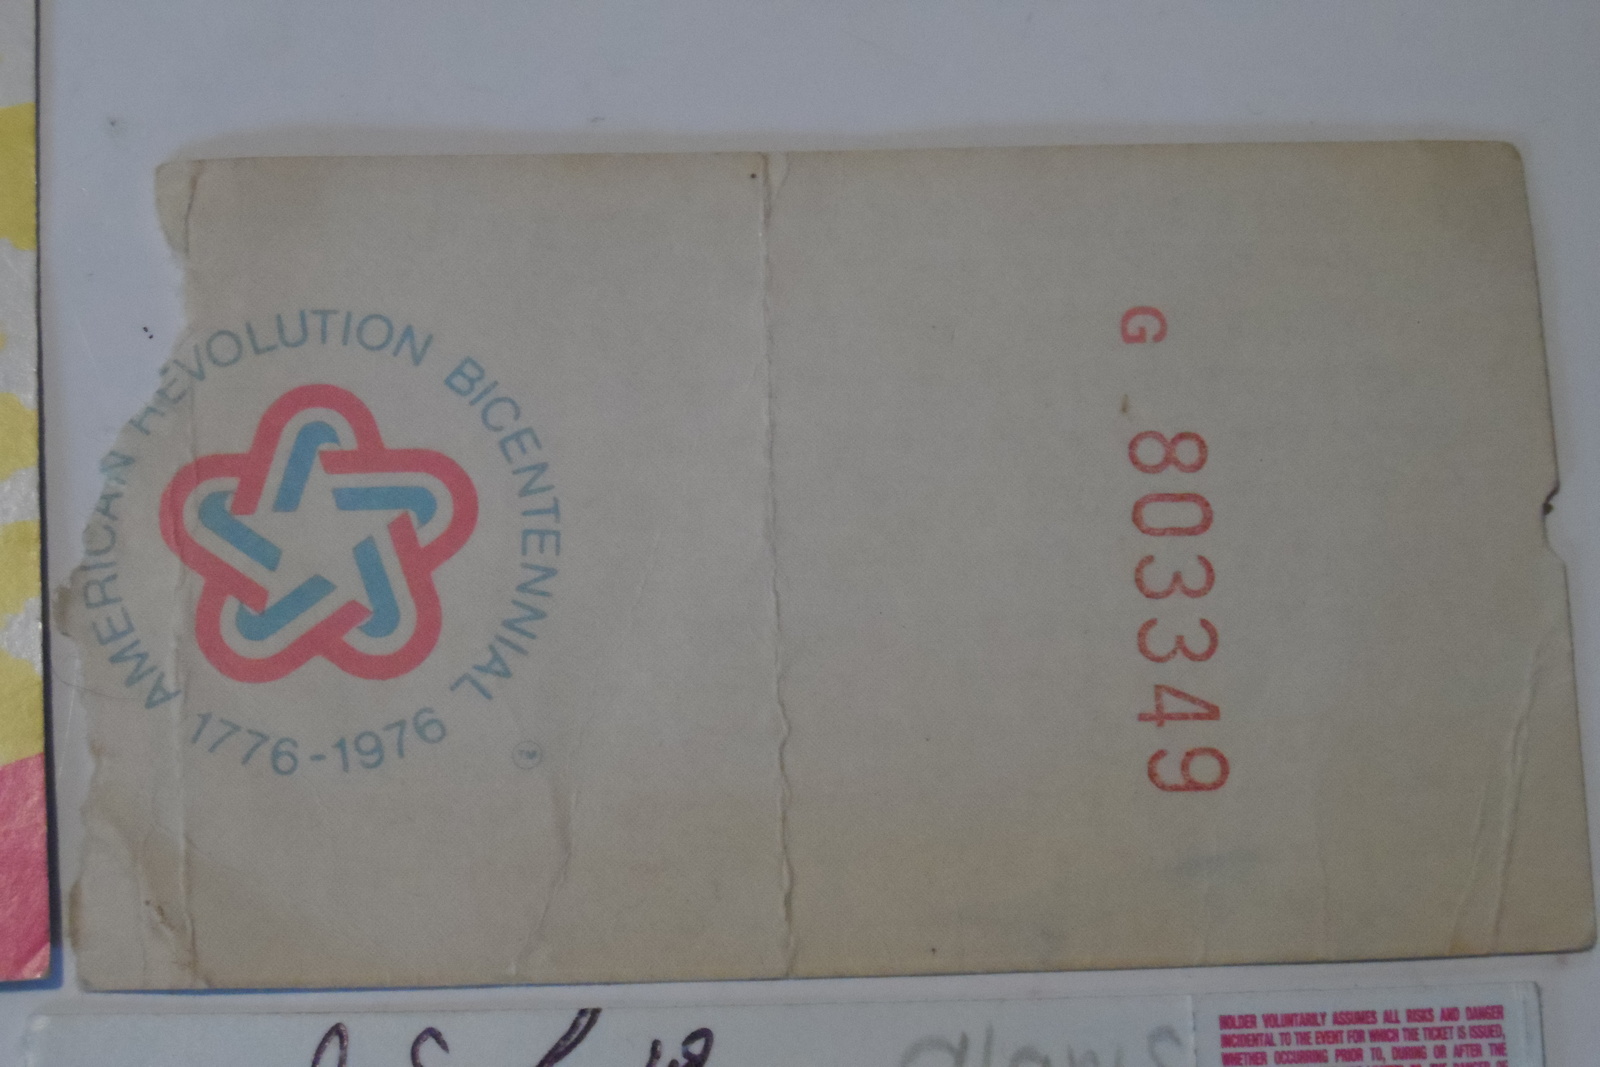 AMERICAN REVOLUTION BICENTENNIAL
1776-1976
G 803349
HOLDER VOLUNTARILY ASSUMES ALL RISKS AND DANGER
INCIDENTAL TO THE EVENT FOR WHICH THE TICKET IS ISSUED,
WHETHER OCCURRING PRIOR TO, DURING OR AFTER THE